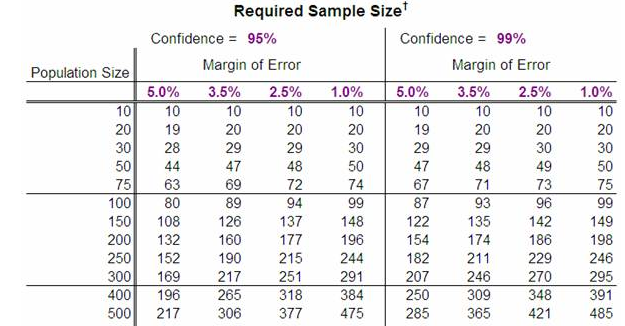 Required Sample Size†
Confidence = 95% Confidence = 99%
Population Size Margin of Error Margin of Error
5.0% 3.5% 2.5% 1.0% 5.0% 3.5% 2.5% 1.0%
10 10 10 10 10 10 10 10 10
20 19 20 20 20 19 20 20 20
30 28 29 29 30 29 29 30 30
50 44 47 48 50 47 48 49 50
75 63 69 72 74 67 71 73 75
100 80 89 94 99 87 93 96 99
150 108 126 137 148 122 135 142 149
200 132 160 177 196 154 174 186 198
250 152 190 215 244 182 211 229 246
300 169 217 251 291 207 246 270 295
400 196 265 318 384 250 309 348 391
500 217 306 377 475 285 365 421 485